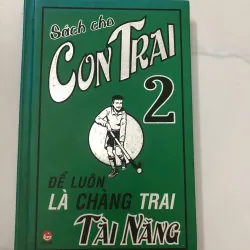 Sách cho
CON TRAI
2
ĐỂ LUÔN
LÀ CHÀNG TRAI
TÀI NĂNG